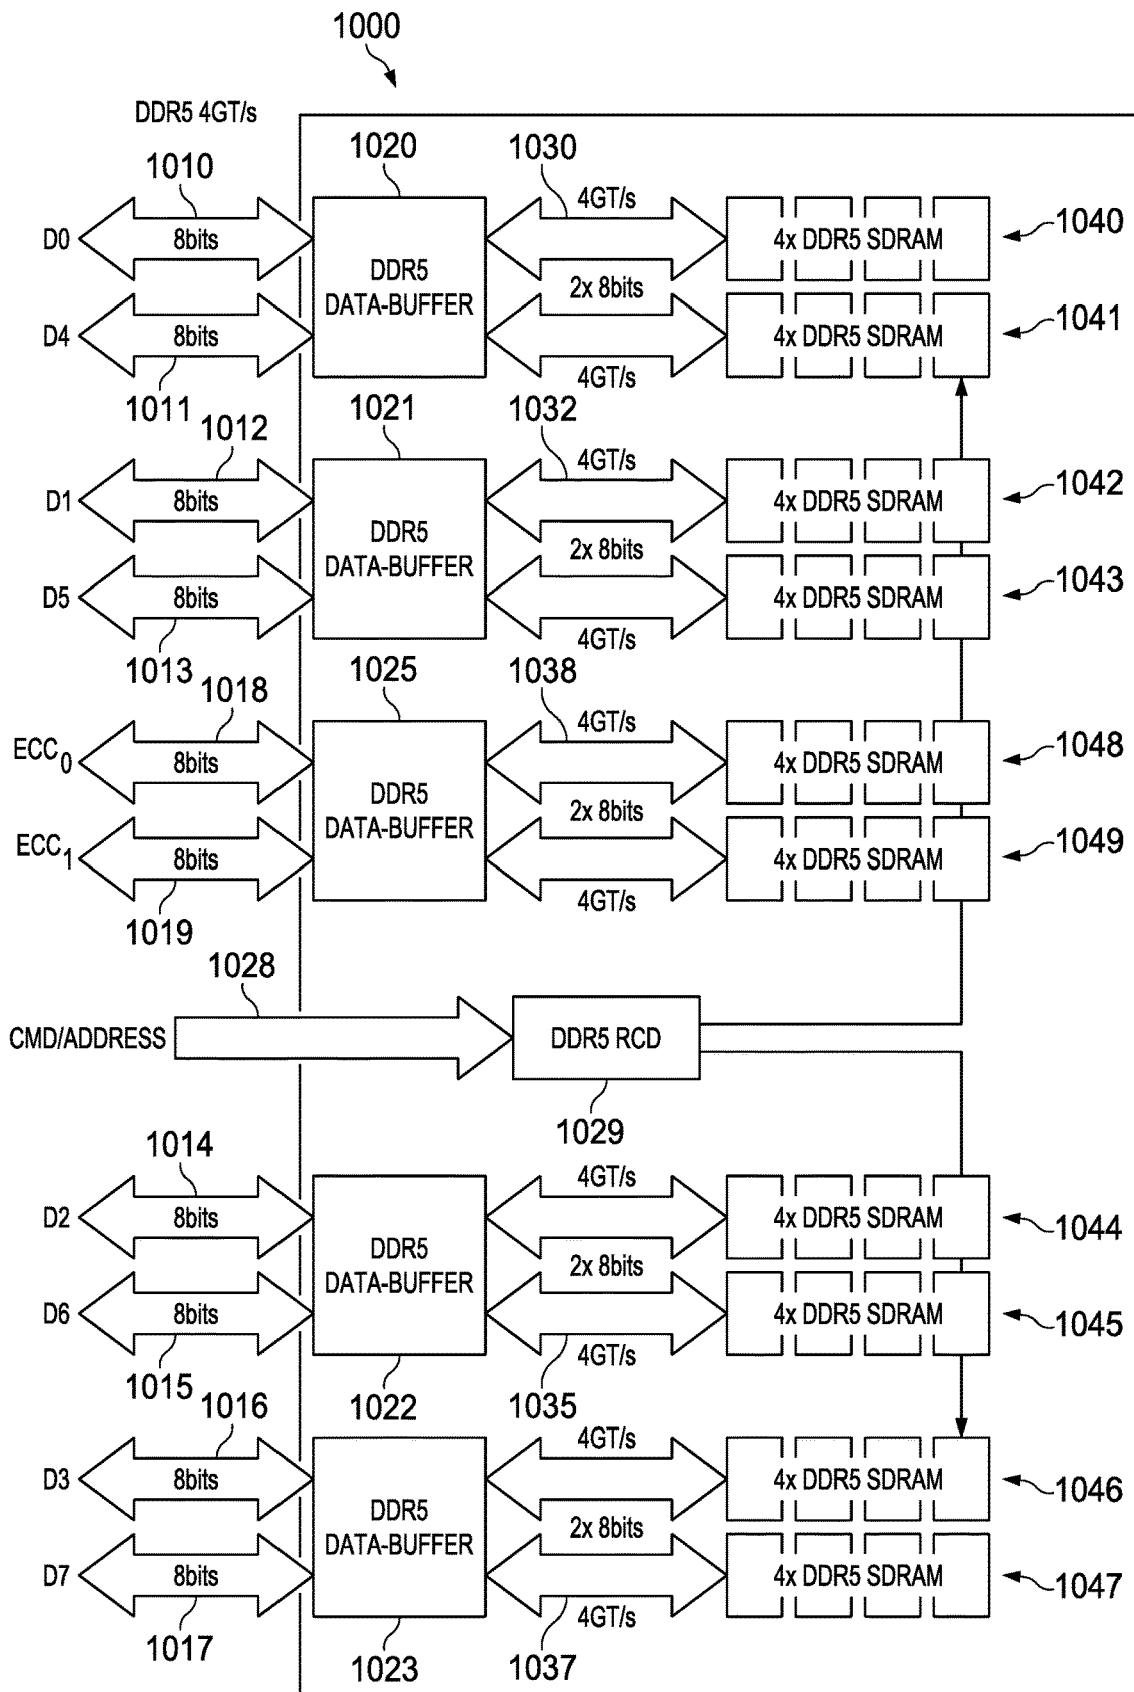 1000
DDR5 4GT/s
1010
1020
1030
4GT/s
D0
8bits
4x DDR5 SDRAM
1040
DDR5
DATA-BUFFER
2x 8bits
D4
8bits
4x DDR5 SDRAM
1041
4GT/s
1011
1012
1021
1032
4GT/s
D1
8bits
4x DDR5 SDRAM
1042
DDR5
DATA-BUFFER
2x 8bits
D5
8bits
4x DDR5 SDRAM
1043
4GT/s
1013
1018
1025
1038
4GT/s
ECC0
8bits
4x DDR5 SDRAM
1048
DDR5
DATA-BUFFER
2x 8bits
ECC1
8bits
4x DDR5 SDRAM
1049
4GT/s
1019
1028
CMD/ADDRESS
DDR5 RCD
1029
1014
4GT/s
D2
8bits
4x DDR5 SDRAM
1044
DDR5
DATA-BUFFER
2x 8bits
D6
8bits
4x DDR5 SDRAM
1045
4GT/s
1015
1016
1022
1035
4GT/s
D3
8bits
4x DDR5 SDRAM
1046
DDR5
DATA-BUFFER
2x 8bits
D7
8bits
4x DDR5 SDRAM
1047
4GT/s
1017
1023
1037